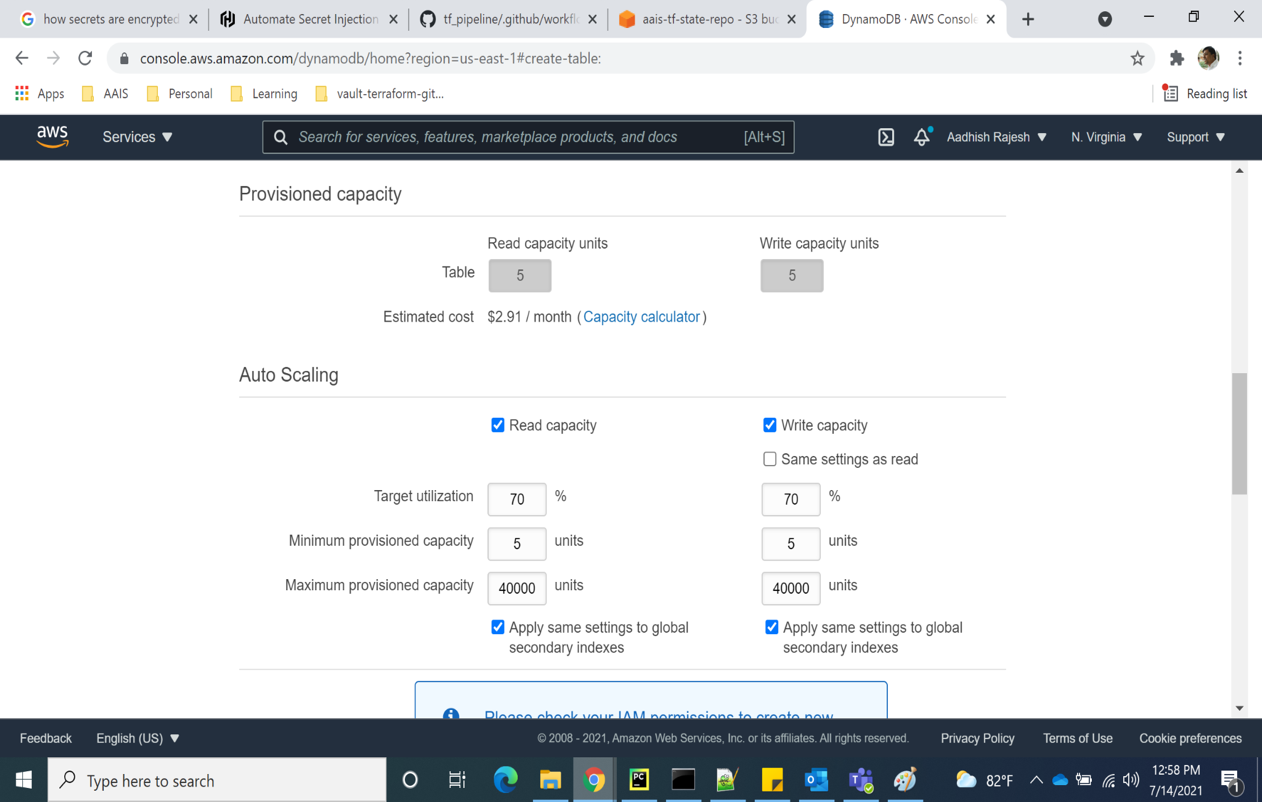 how secrets are encrypted
Automate Secret Injection
tf_pipeline/.github/workfl
aais-tf-state-repo - S3 buc
DynamoDB · AWS Console
console.aws.amazon.com/dynamodb/home?region=us-east-1#create-table:
Apps AAIS Personal Learning vault-terraform-git... Reading list
aws Services Search for services, features, marketplace products, and docs [Alt+S] Aadhish Rajesh N. Virginia Support
Provisioned capacity
Read capacity units Write capacity units
Table 5 5
Estimated cost $2.91 / month (Capacity calculator)
Auto Scaling
Read capacity Write capacity
Same settings as read
Target utilization 70 % 70 %
Minimum provisioned capacity 5 units 5 units
Maximum provisioned capacity 40000 units 40000 units
Apply same settings to global Apply same settings to global
secondary indexes secondary indexes
Please check your IAM permissions to create new
Feedback English (US) © 2008 - 2021, Amazon Web Services, Inc. or its affiliates. All rights reserved. Privacy Policy Terms of Use Cookie preferences
Type here to search 82°F 12:58 PM
7/14/2021 1